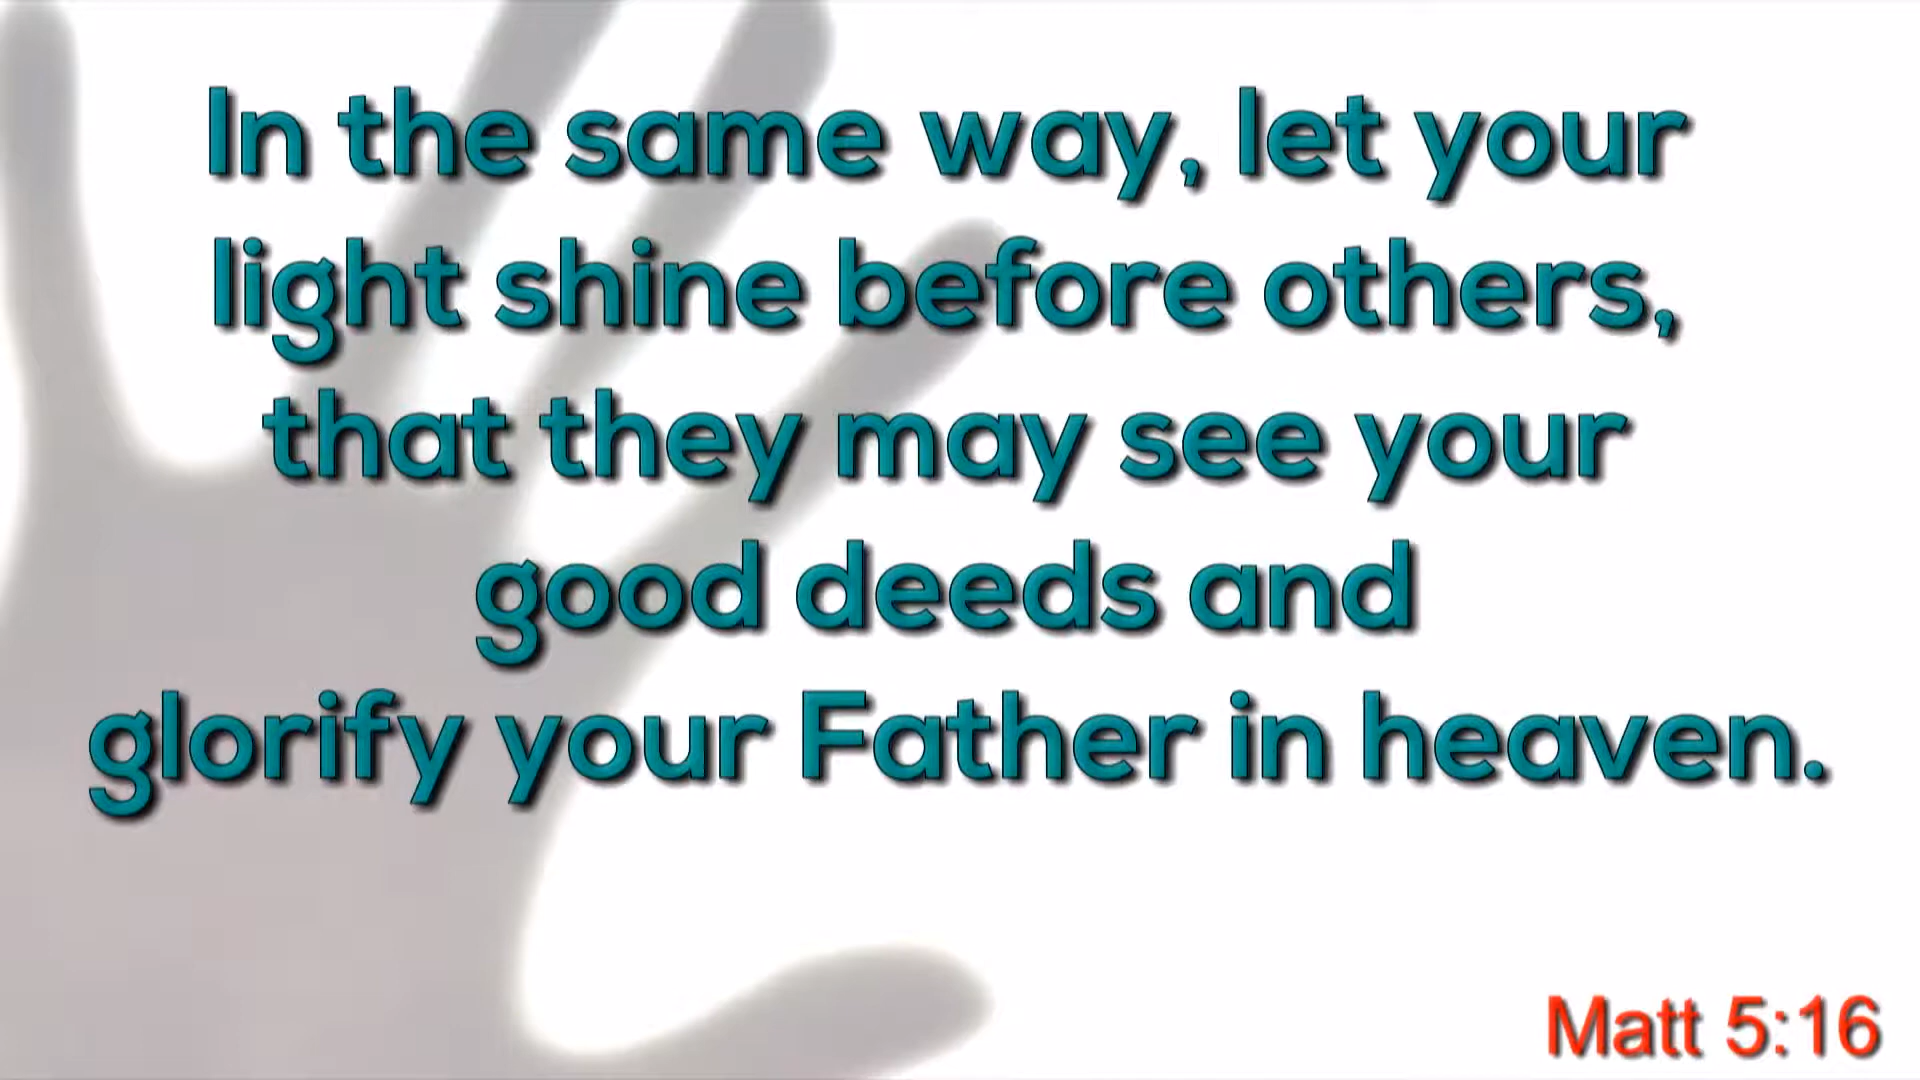 In the same way, let your
light shine before others,
that they may see your
good deeds and
glorify your Father in heaven.
Matt 5:16